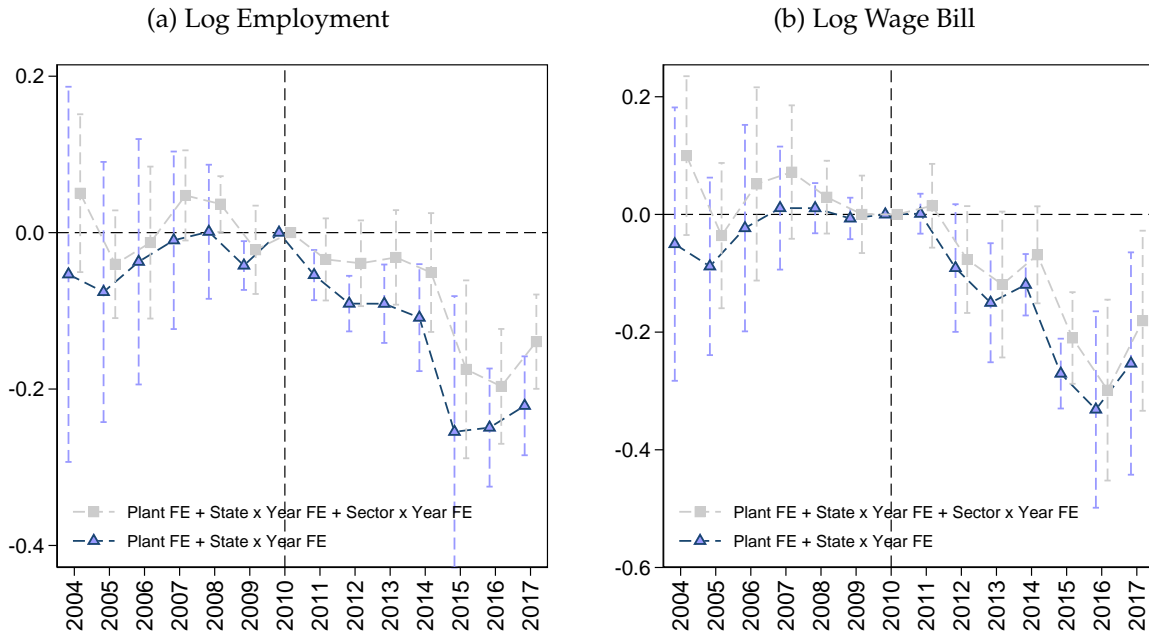 (a) Log Employment
0.2
0.0
-0.2
-0.4
Plant FE + State x Year FE + Sector x Year FE
Plant FE + State x Year FE
2004 2005 2006 2007 2008 2009 2010 2011 2012 2013 2014 2015 2016 2017
(b) Log Wage Bill
0.2
0.0
-0.2
-0.4
-0.6
Plant FE + State x Year FE + Sector x Year FE
Plant FE + State x Year FE
2004 2005 2006 2007 2008 2009 2010 2011 2012 2013 2014 2015 2016 2017